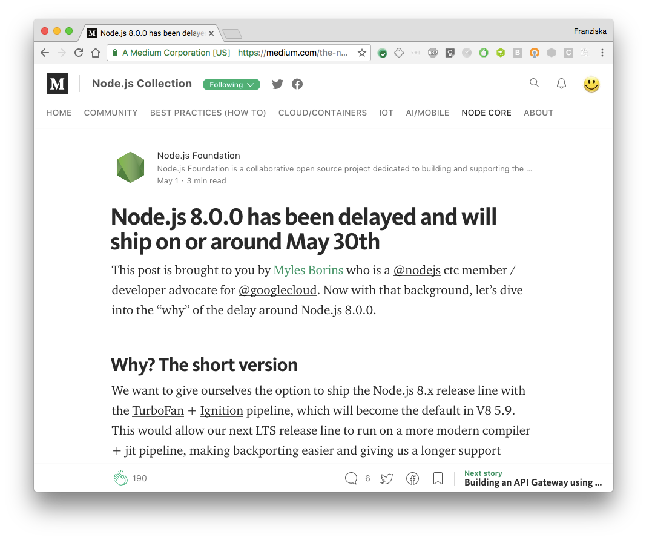 Node.js 8.0.0 has been delayed
Franziska
A Medium Corporation [US]
https://medium.com/the-n...
M
Node.js Collection
Following
HOME COMMUNITY BEST PRACTICES (HOW TO) CLOUD/CONTAINERS IOT AI/MOBILE NODE CORE ABOUT
Node.js Foundation
Node.js Foundation is a collaborative open source project dedicated to building and supporting the ...
May 1 · 3 min read
Node.js 8.0.0 has been delayed and will
ship on or around May 30th
This post is brought to you by Myles Borins who is a @nodejs ctc member /
developer advocate for @googlecloud. Now with that background, let’s dive
into the “why” of the delay around Node.js 8.0.0.
Why? The short version
We want to give ourselves the option to ship the Node.js 8.x release line with
the TurboFan + Ignition pipeline, which will become the default in V8 5.9.
This would allow our next LTS release line to run on a more modern compiler
+ jit pipeline, making backporting easier and giving us a longer support
190
6
Next story
Building an API Gateway using ...